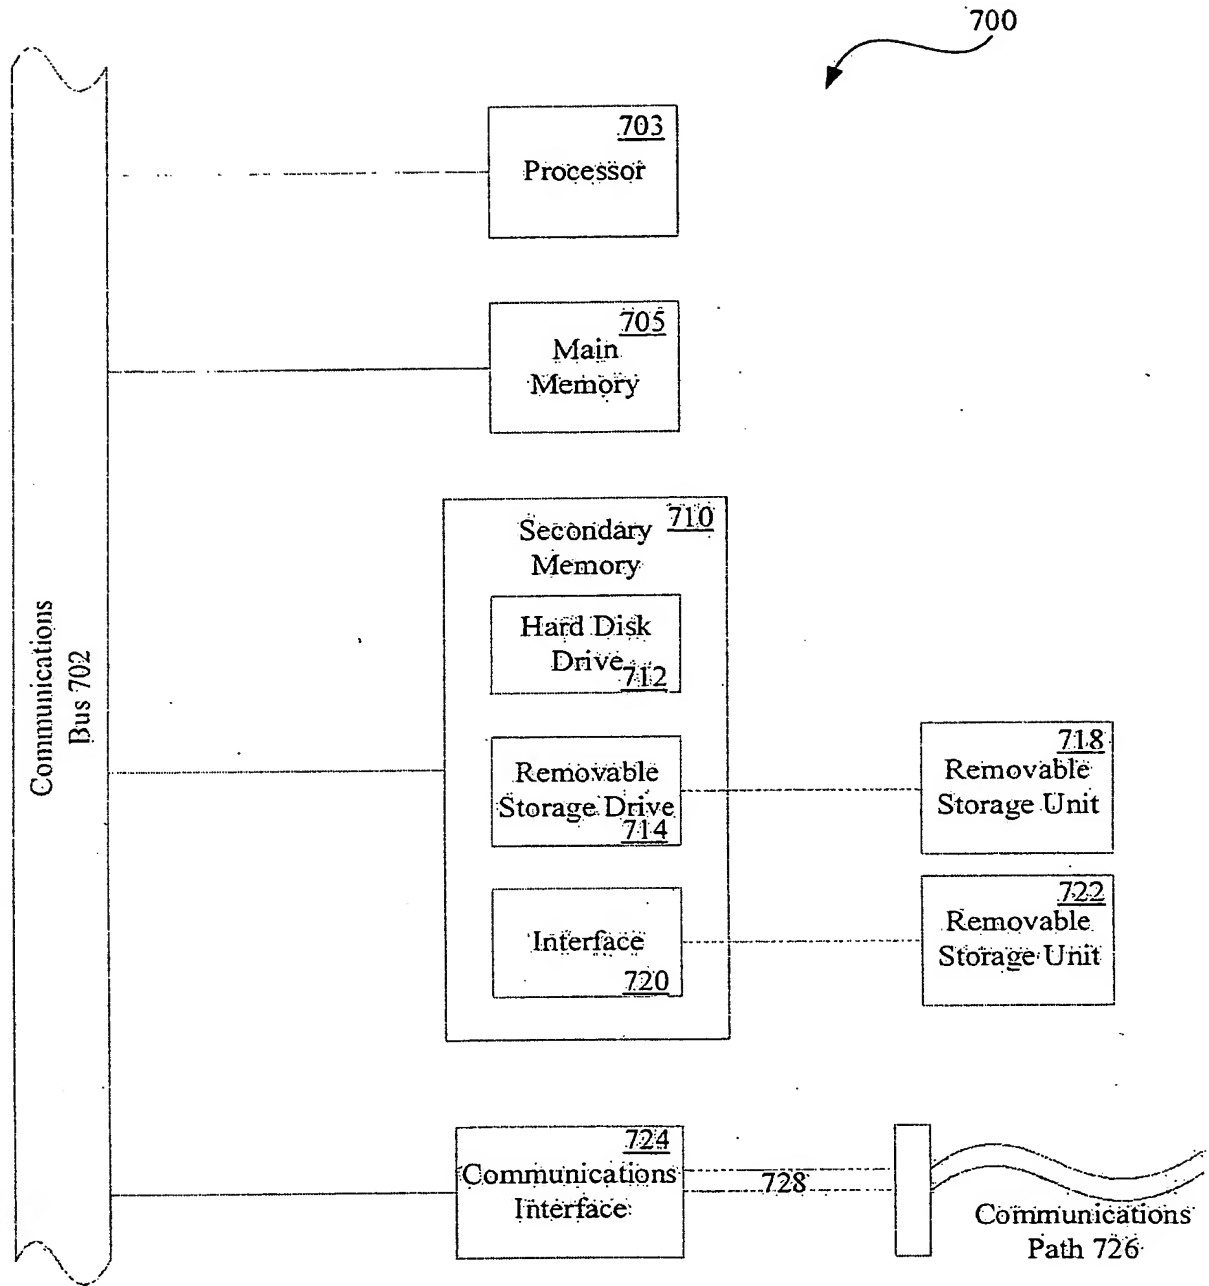 700
703
Processor
705
Main
Memory
710
Secondary
Memory
Hard Disk
Drive
712
Removable
Storage Drive
714
718
Removable
Storage Unit
Interface
720
722
Removable
Storage Unit
Communications
Bus 702
724
Communications
Interface
728
Communications
Path 726